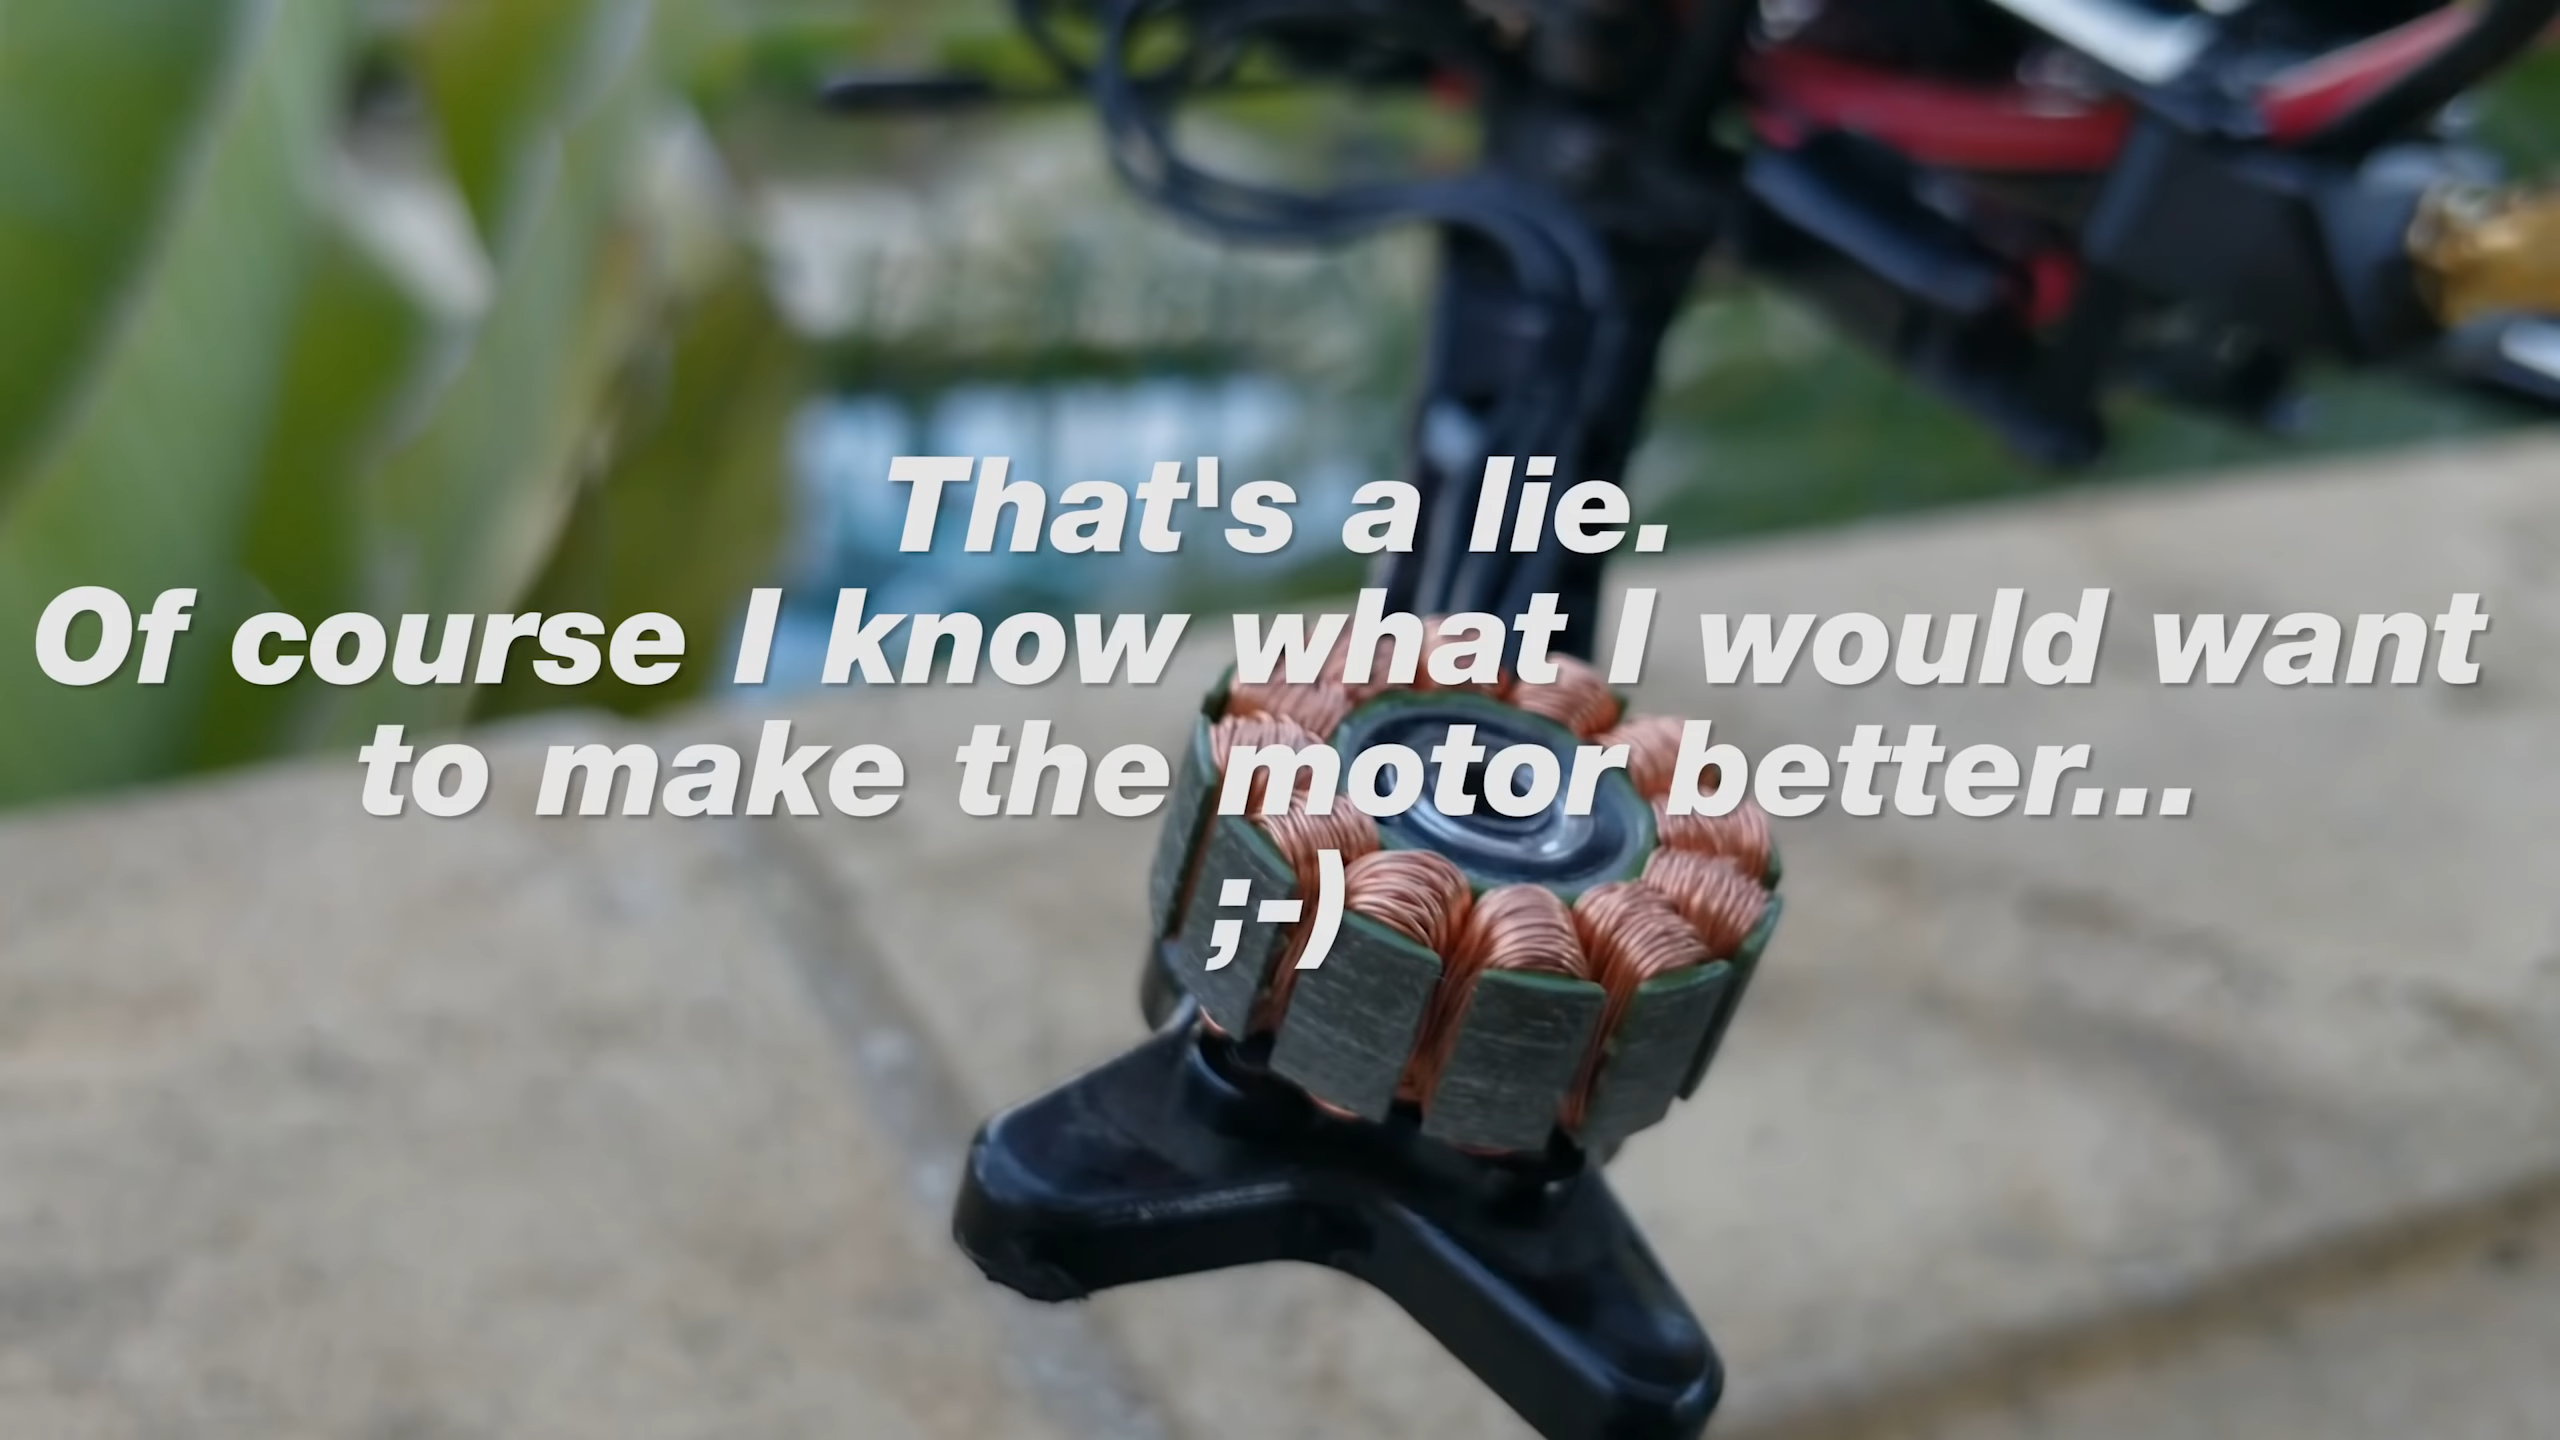 That's a lie.
Of course I know what I would want
to make the motor better...
;-)